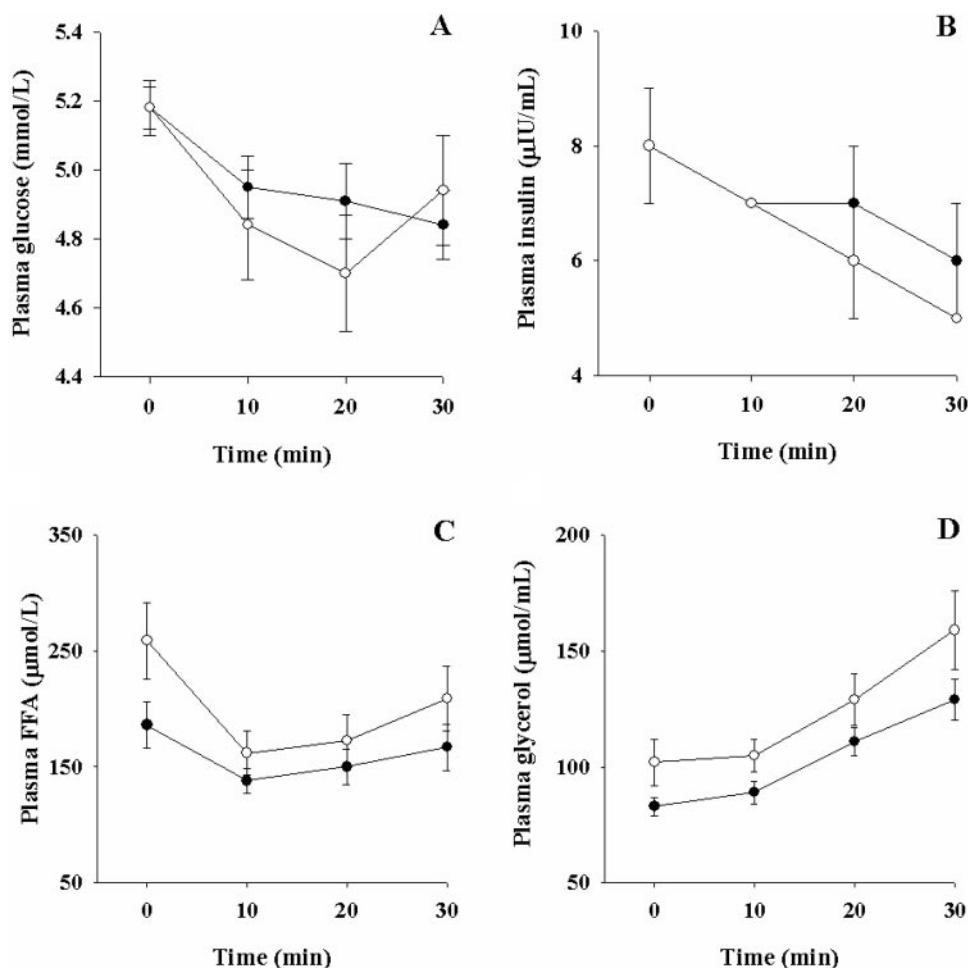 A
Plasma glucose (mmol/L)
5.4
5.2
5.0
4.8
4.6
4.4
0 10 20 30
Time (min)
B
Plasma insulin (µIU/mL)
10
8
6
4
0 10 20 30
Time (min)
C
Plasma FFA (µmol/L)
350
250
150
50
0 10 20 30
Time (min)
D
Plasma glycerol (µmol/mL)
200
150
100
50
0 10 20 30
Time (min)